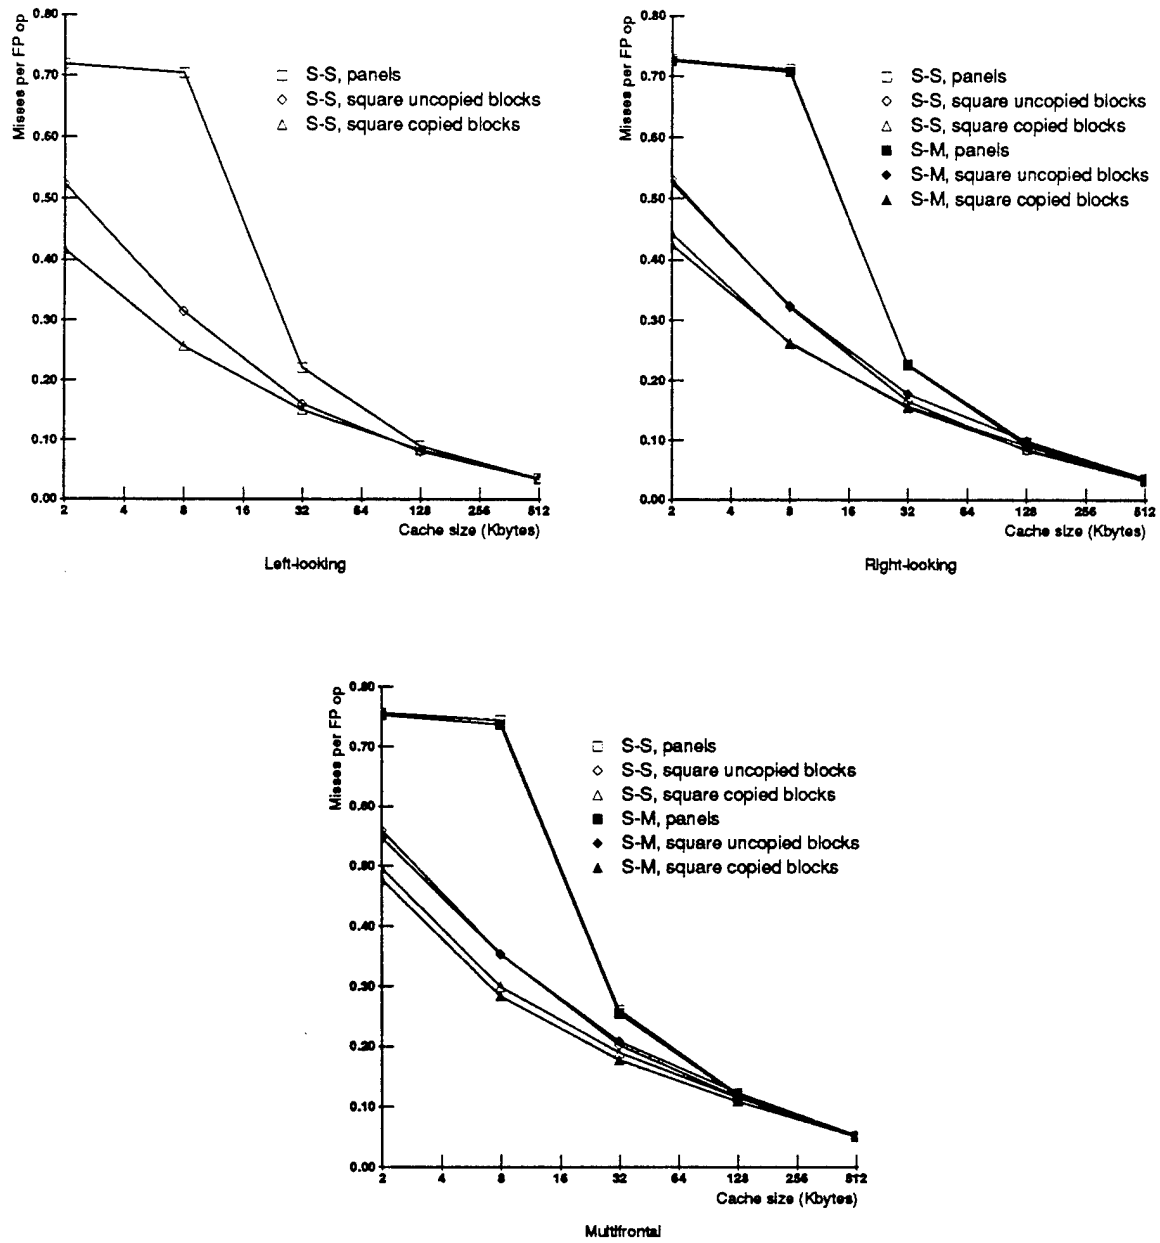 Misses per FP op
0.80
0.70
0.60
0.50
0.40
0.30
0.20
0.10
0.00
2 4 8 16 32 64 128 256 512
Cache size (Kbytes)
S-S, panels
S-S, square uncopied blocks
S-S, square copied blocks
Left-looking
Misses per FP op
0.80
0.70
0.60
0.50
0.40
0.30
0.20
0.10
0.00
2 4 8 16 32 64 128 256 512
Cache size (Kbytes)
S-S, panels
S-S, square uncopied blocks
S-S, square copied blocks
S-M, panels
S-M, square uncopied blocks
S-M, square copied blocks
Right-looking
Misses per FP op
0.80
0.70
0.60
0.50
0.40
0.30
0.20
0.10
0.00
2 4 8 16 32 64 128 256 512
Cache size (Kbytes)
S-S, panels
S-S, square uncopied blocks
S-S, square copied blocks
S-M, panels
S-M, square uncopied blocks
S-M, square copied blocks
Multifrontal